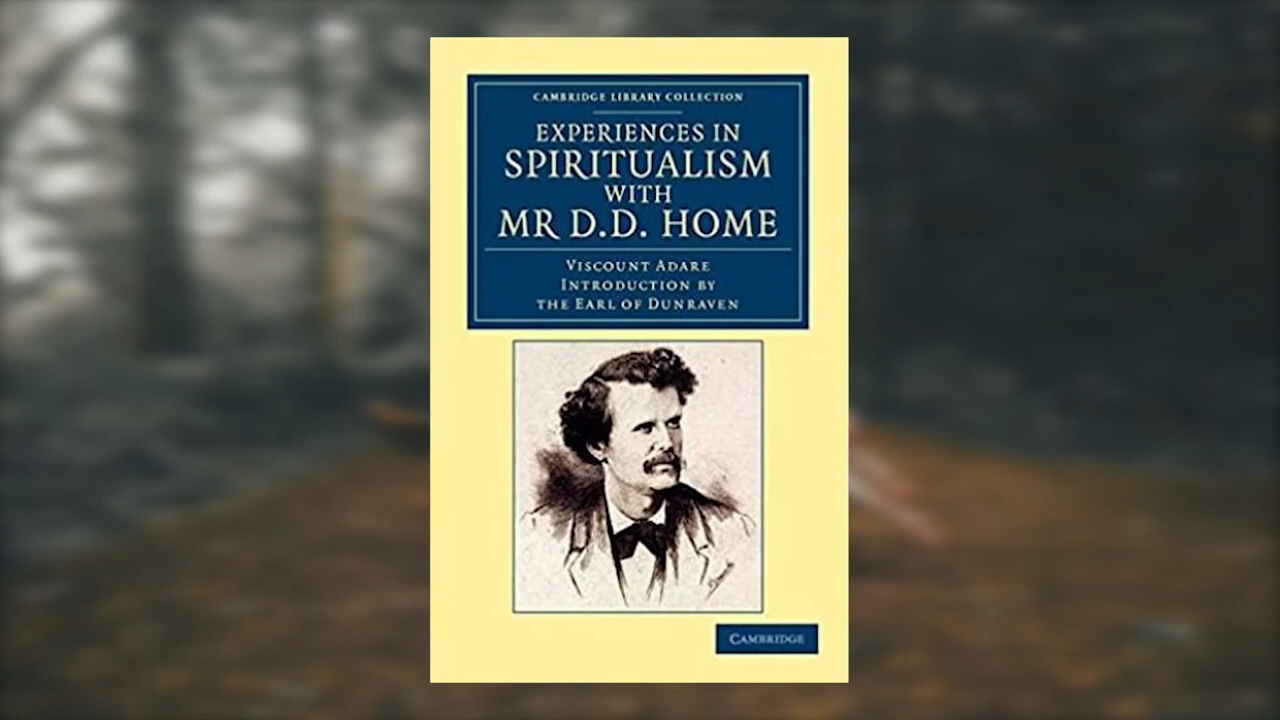 CAMBRIDGE LIBRARY COLLECTION
EXPERIENCES IN
SPIRITUALISM
WITH
MR D.D. HOME
VISCOUNT ADARE
INTRODUCTION BY
THE EARL OF DUNRAVEN
CAMBRIDGE